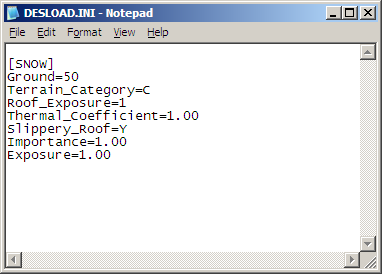 DESLOAD.INI - Notepad
File Edit Format View Help
[SNOW]
Ground=50
Terrain_Category=C
Roof_Exposure=1
Thermal_Coefficient=1.00
Slippery_Roof=Y
Importance=1.00
Exposure=1.00